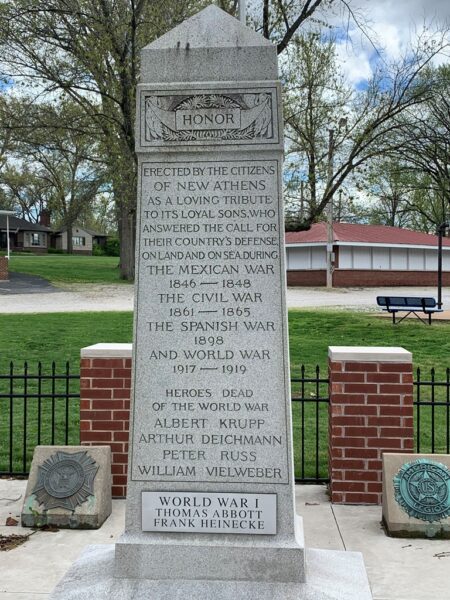 HONOR
ERECTED BY THE CITIZENS
OF NEW ATHENS
AS A LOVING TRIBUTE
TO ITS LOYAL SONS, WHO
ANSWERED THE CALL FOR
THEIR COUNTRY'S DEFENSE,
ON LAND AND ON SEA DURING
THE MEXICAN WAR
1846 — 1848
THE CIVIL WAR
1861 — 1865
THE SPANISH WAR
1898
AND WORLD WAR
1917 — 1919
HEROES DEAD
OF THE WORLD WAR
ALBERT KRUPP
ARTHUR DEICHMANN
PETER RUSS
WILLIAM VIELWEBER
WORLD WAR I
THOMAS ABBOTT
FRANK HEINECKE
US
LEGION